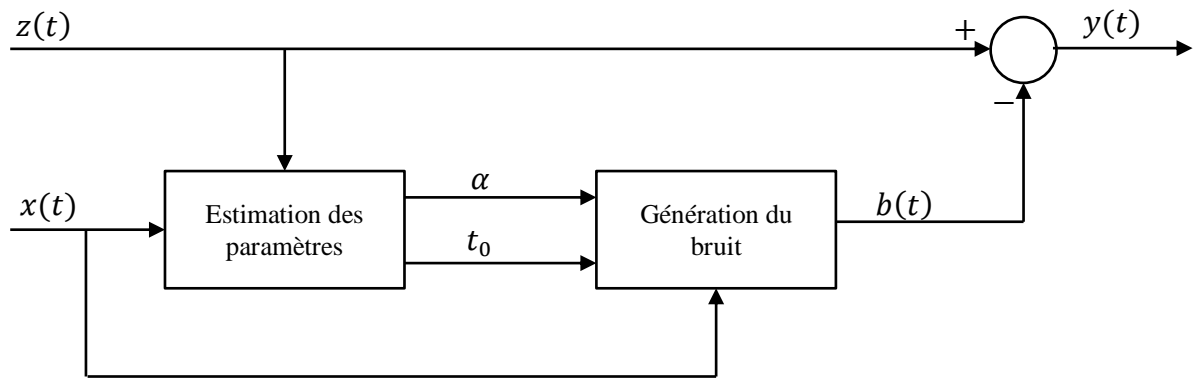 z(t)
+
y(t)
−
x(t)
Estimation des
paramètres
α
t₀
Génération du
bruit
b(t)